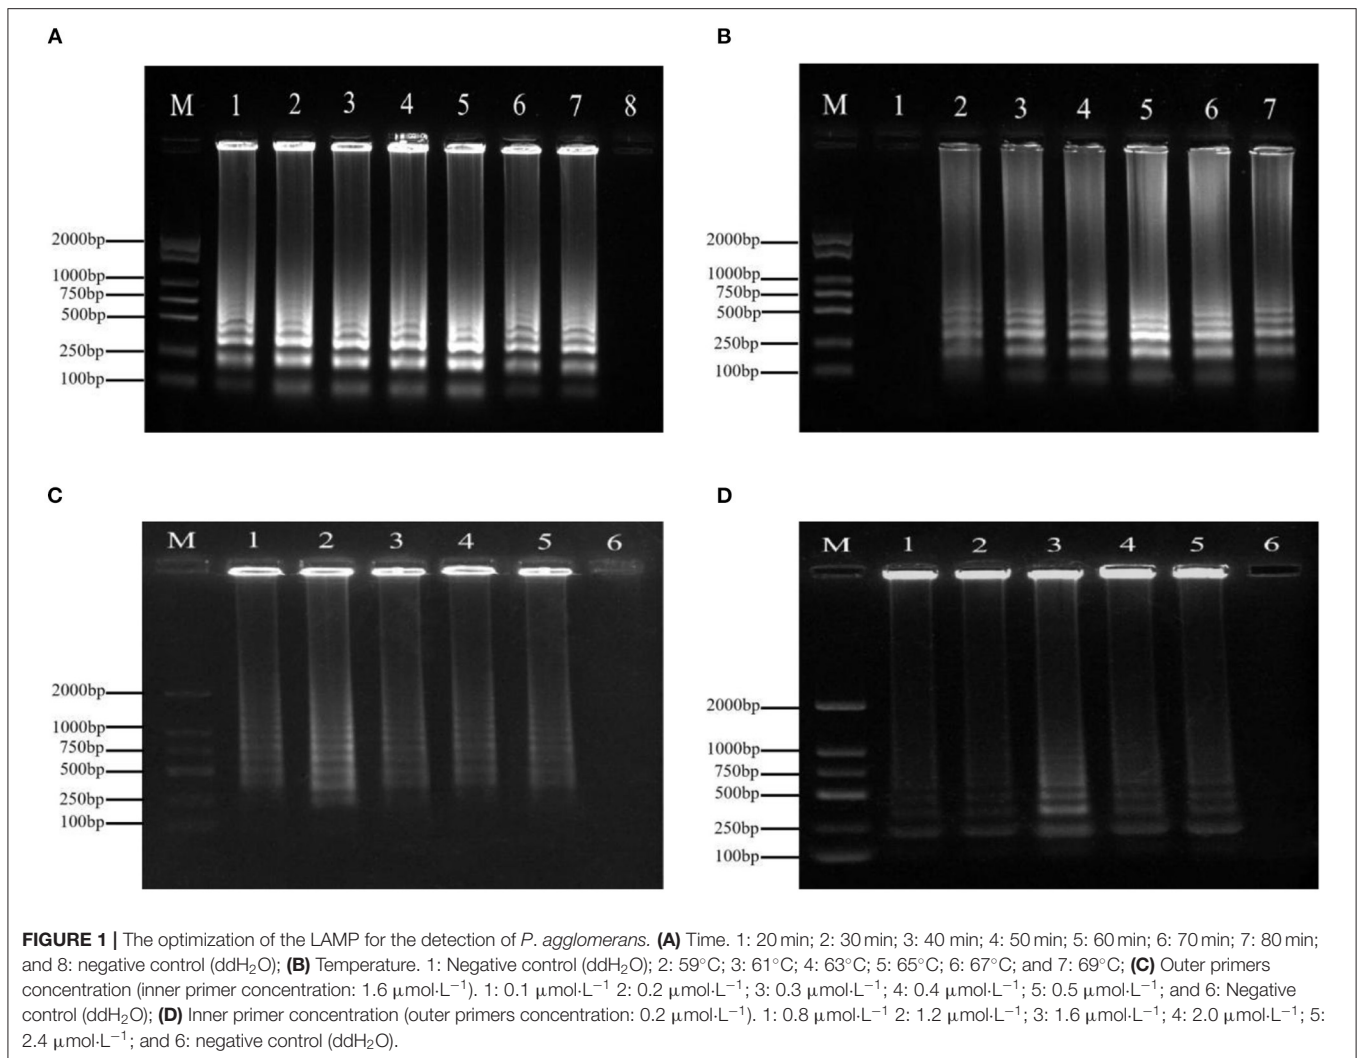 A
M 1 2 3 4 5 6 7 8
2000bp
1000bp
750bp
500bp
250bp
100bp
B
M 1 2 3 4 5 6 7
2000bp
1000bp
750bp
500bp
250bp
100bp
C
M 1 2 3 4 5 6
2000bp
1000bp
750bp
500bp
250bp
100bp
D
M 1 2 3 4 5 6
2000bp
1000bp
750bp
500bp
250bp
100bp
FIGURE 1 | The optimization of the LAMP for the detection of P. agglomerans. (A) Time. 1: 20 min; 2: 30 min; 3: 40 min; 4: 50 min; 5: 60 min; 6: 70 min; 7: 80 min;
and 8: negative control (ddH₂O); (B) Temperature. 1: Negative control (ddH₂O); 2: 59°C; 3: 61°C; 4: 63°C; 5: 65°C; 6: 67°C; and 7: 69°C; (C) Outer primers
concentration (inner primer concentration: 1.6 μmol·L⁻¹). 1: 0.1 μmol·L⁻¹ 2: 0.2 μmol·L⁻¹; 3: 0.3 μmol·L⁻¹; 4: 0.4 μmol·L⁻¹; 5: 0.5 μmol·L⁻¹; and 6: Negative
control (ddH₂O); (D) Inner primer concentration (outer primers concentration: 0.2 μmol·L⁻¹). 1: 0.8 μmol·L⁻¹ 2: 1.2 μmol·L⁻¹; 3: 1.6 μmol·L⁻¹; 4: 2.0 μmol·L⁻¹; 5:
2.4 μmol·L⁻¹; and 6: negative control (ddH₂O).